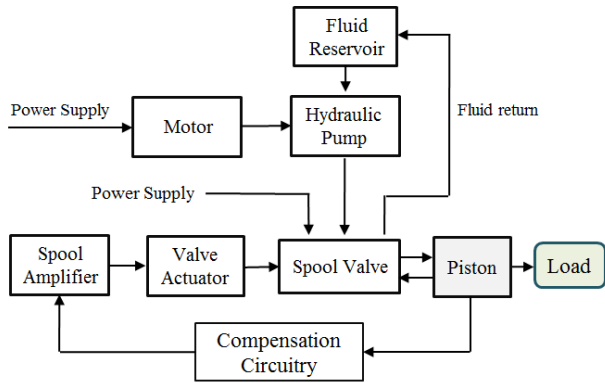 Fluid
Reservoir
Power Supply
Motor
Hydraulic
Pump
Fluid return
Power Supply
Spool
Amplifier
Valve
Actuator
Spool Valve
Piston
Load
Compensation
Circuitry